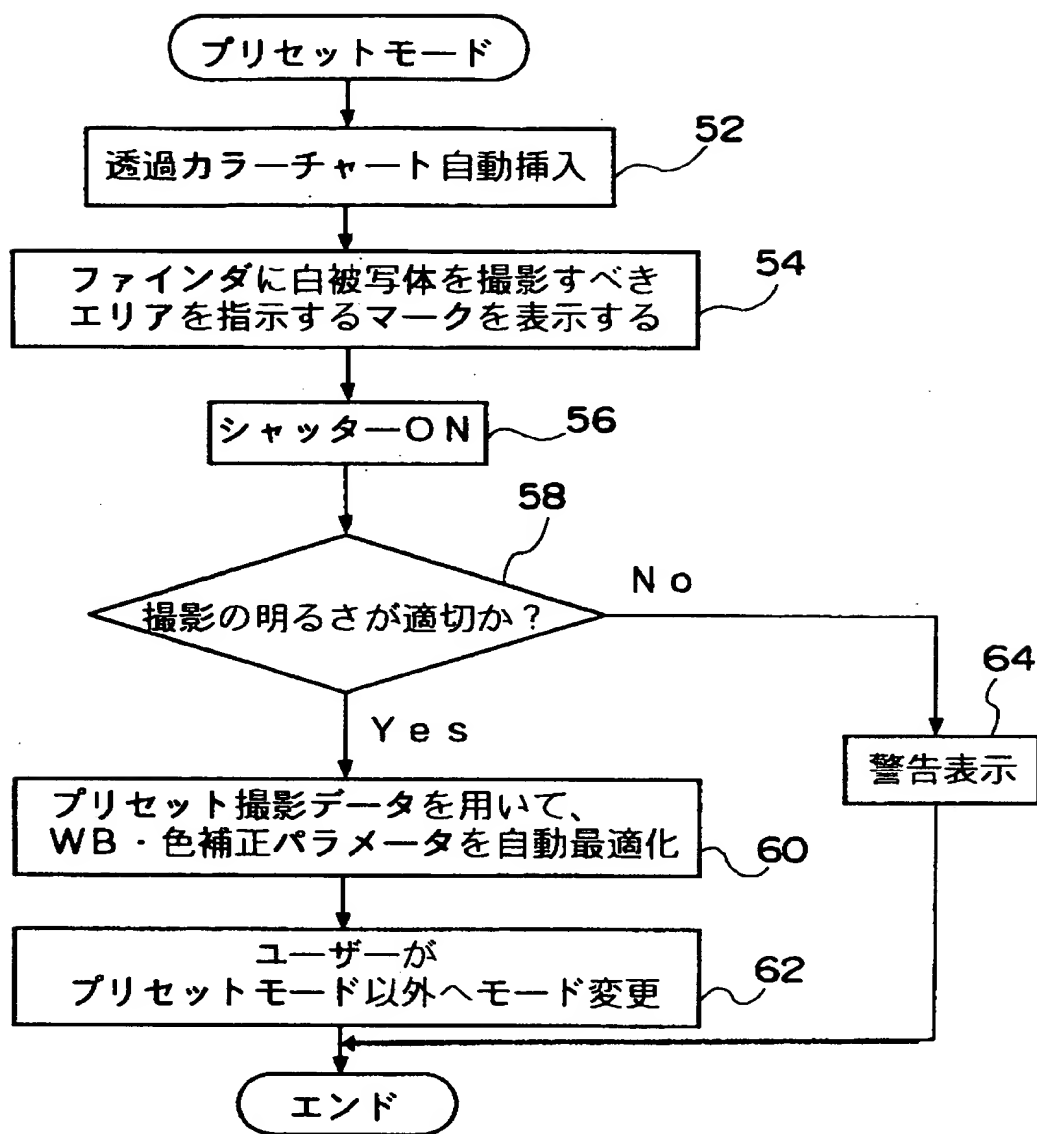 プリセットモード
52
透過カラーチャート自動挿入
ファインダに白被写体を撮影すべき
エリアを指示するマークを表示する
54
シャッターON
56
58
撮影の明るさが適切か?
No
Yes
64
警告表示
プリセット撮影データを用いて、
WB・色補正パラメータを自動最適化
60
ユーザーが
プリセットモード以外へモード変更
62
エンド